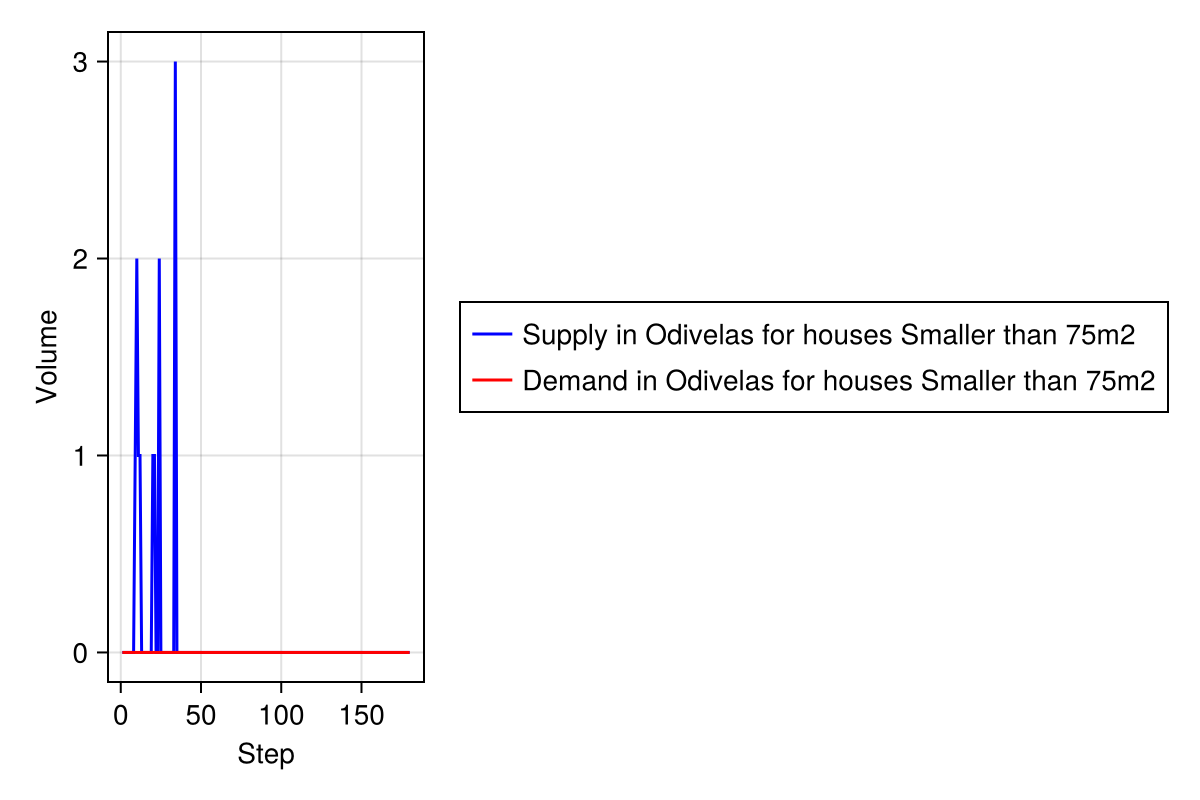 3
2
1
0
Volume
0 50 100 150
Step
Supply in Odivelas for houses Smaller than 75m2
Demand in Odivelas for houses Smaller than 75m2